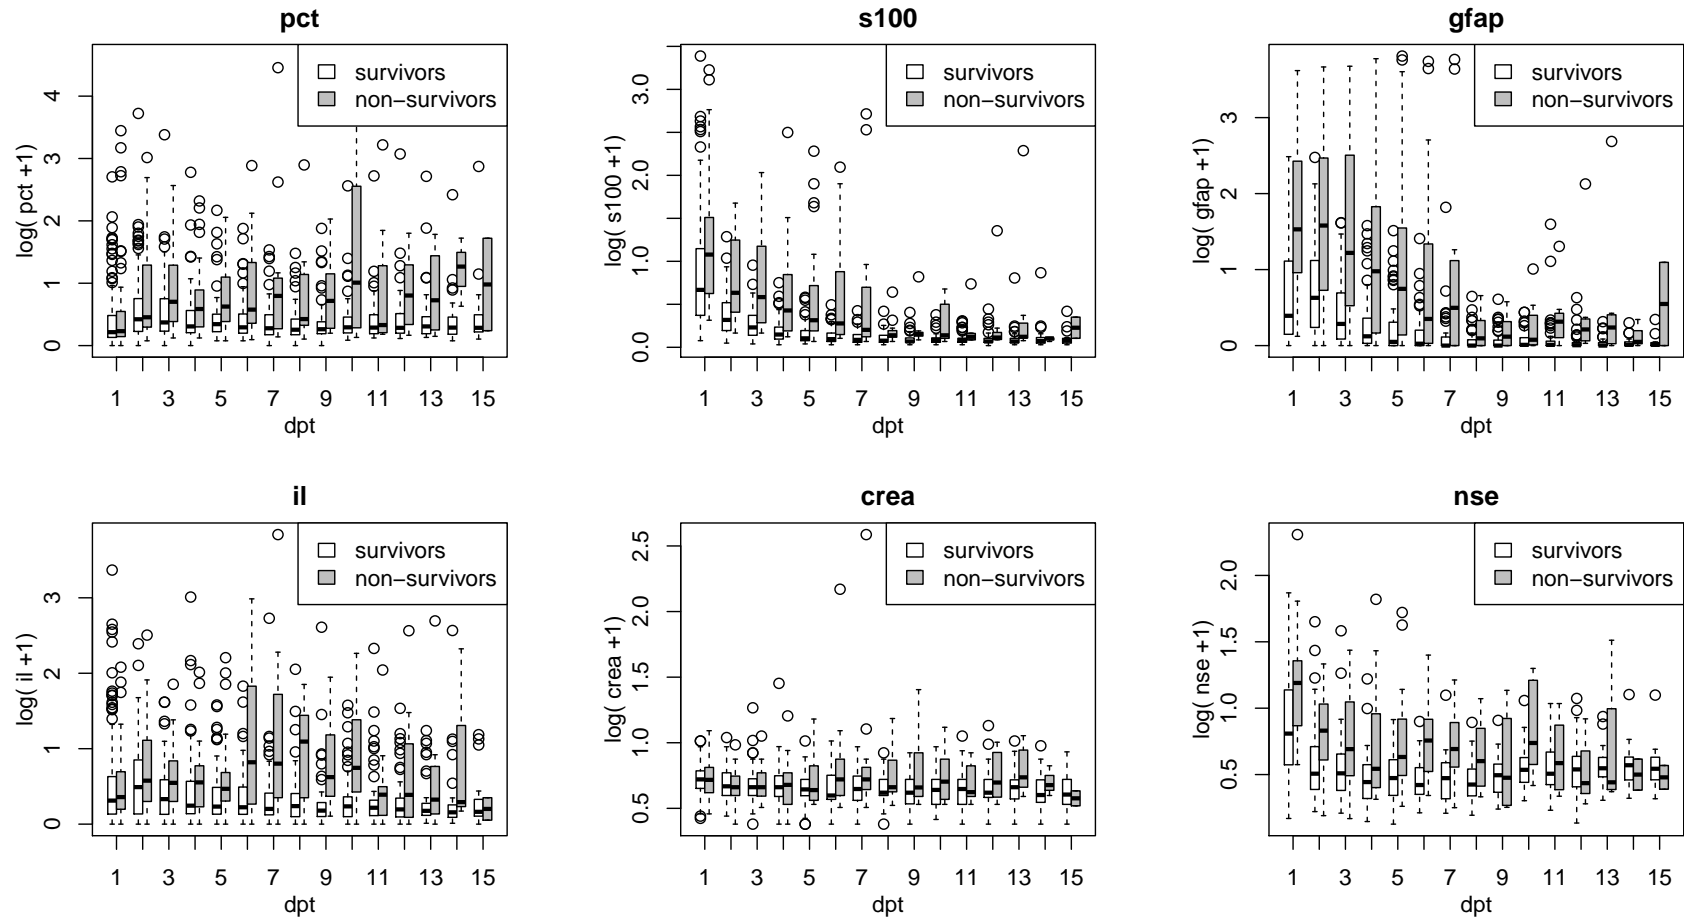 pct
s100
gfap
survivors
non−survivors
survivors
non−survivors
survivors
non−survivors
log( pct +1)
0
1
2
3
4
log( s100 +1)
0.0
1.0
2.0
3.0
log( gfap +1)
0
1
2
3
1 3 5 7 9 11 13 15
1 3 5 7 9 11 13 15
1 3 5 7 9 11 13 15
dpt
dpt
dpt
il
crea
nse
survivors
non−survivors
survivors
non−survivors
survivors
non−survivors
log( il +1)
0
1
2
3
log( crea +1)
0.5
1.0
1.5
2.0
2.5
log( nse +1)
0.5
1.0
1.5
2.0
1 3 5 7 9 11 13 15
1 3 5 7 9 11 13 15
1 3 5 7 9 11 13 15
dpt
dpt
dpt